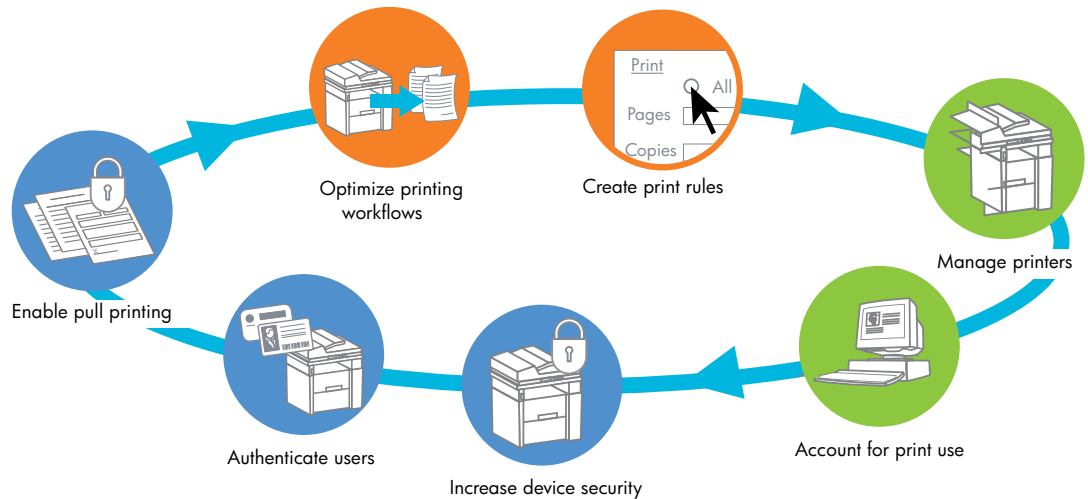 Print
All
Pages
Copies
Optimize printing
workflows
Create print rules
Manage printers
Enable pull printing
Authenticate users
Increase device security
Account for print use